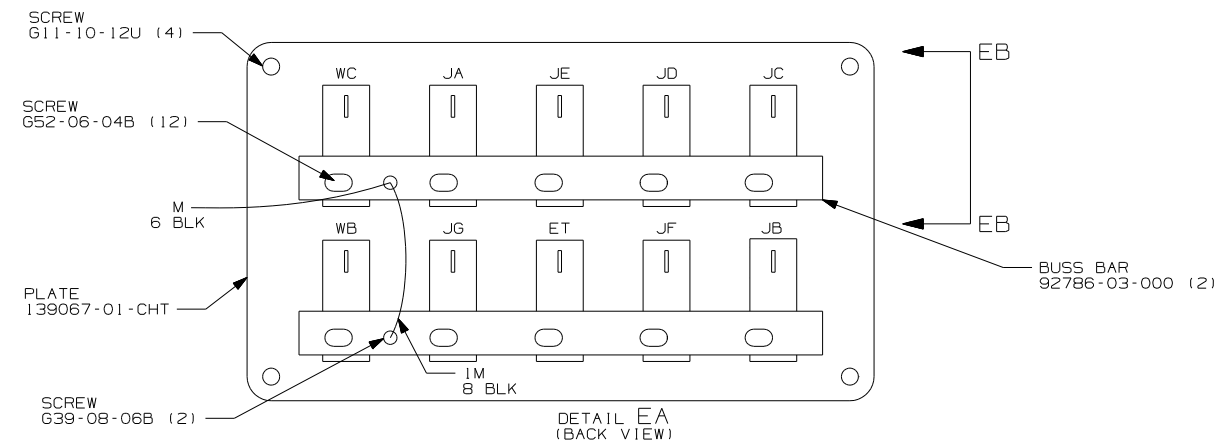 SCREW
G11-10-12U (4)
EB
WC JA JE JD JC
SCREW
G52-06-04B (12)
M
6 BLK
EB
WB JG ET JF JB
BUSS BAR
92786-03-000 (2)
PLATE
139067-01-CHT
1M
8 BLK
SCREW
G39-08-06B (2)
DETAIL EA
(BACK VIEW)